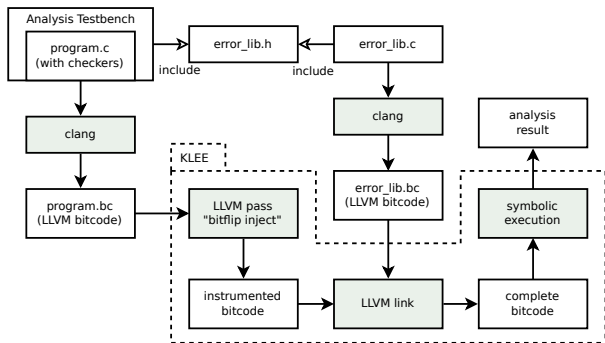 Analysis Testbench
program.c
(with checkers)
error_lib.h
error_lib.c
include
include
clang
clang
analysis
result
KLEE
program.bc
(LLVM bitcode)
LLVM pass
"bitflip inject"
error_lib.bc
(LLVM bitcode)
symbolic
execution
instrumented
bitcode
LLVM link
complete
bitcode